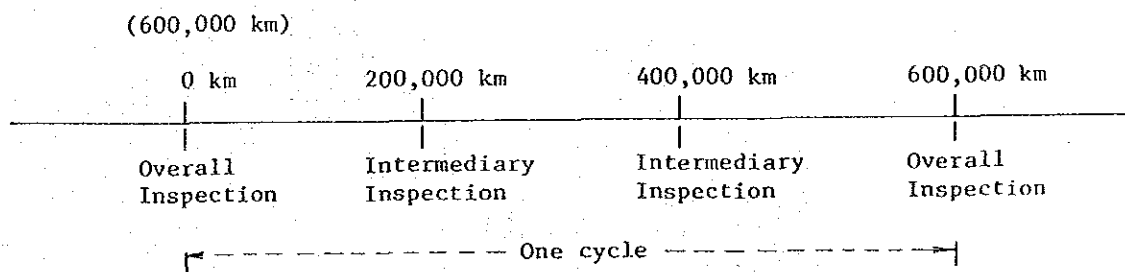 (600,000 km)
0 km 200,000 km 400,000 km 600,000 km
Overall Intermediary Intermediary Overall
Inspection Inspection Inspection Inspection
One cycle